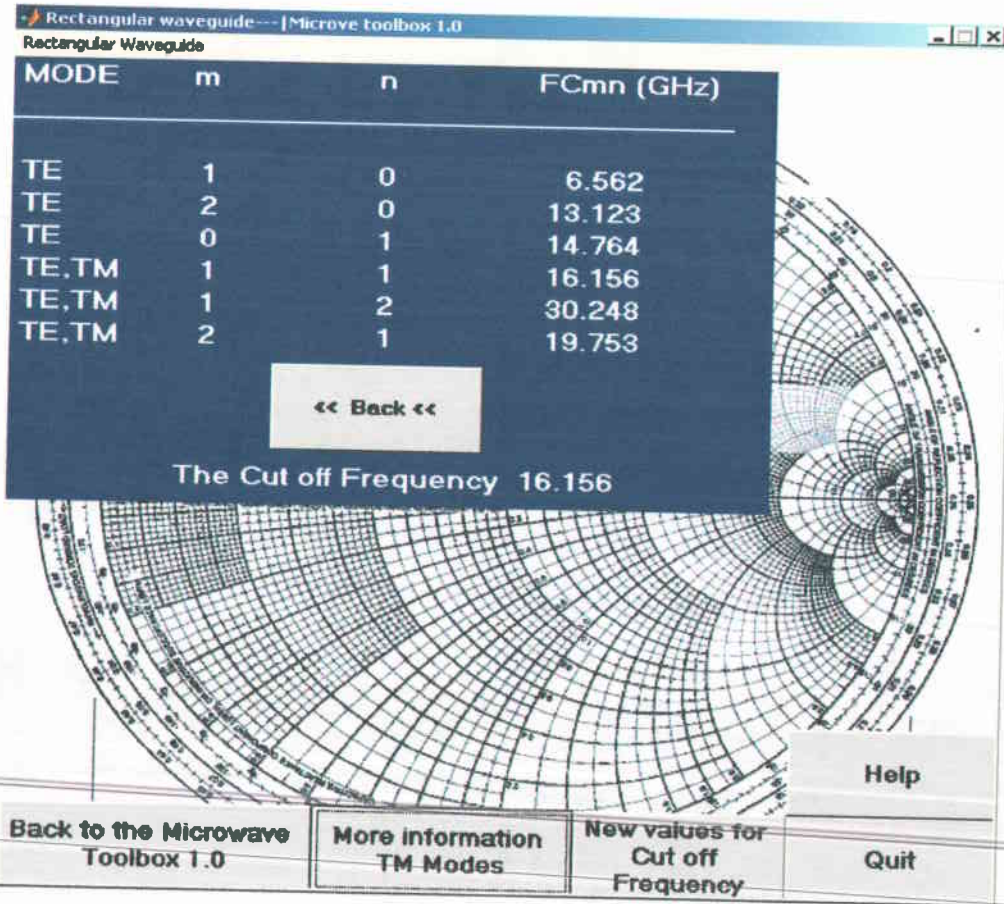 Rectangular waveguide---|Microve toolbox 1.0
Rectangular Waveguide
MODE m n FCmn (GHz)
TE 1 0 6.562
TE 2 0 13.123
TE 0 1 14.764
TE,TM 1 1 16.156
TE,TM 1 2 30.248
TE,TM 2 1 19.753
<< Back <<
The Cut off Frequency 16.156
Help
Back to the Microwave
Toolbox 1.0
More information
TM Modes
New values for
Cut off
Frequency
Quit